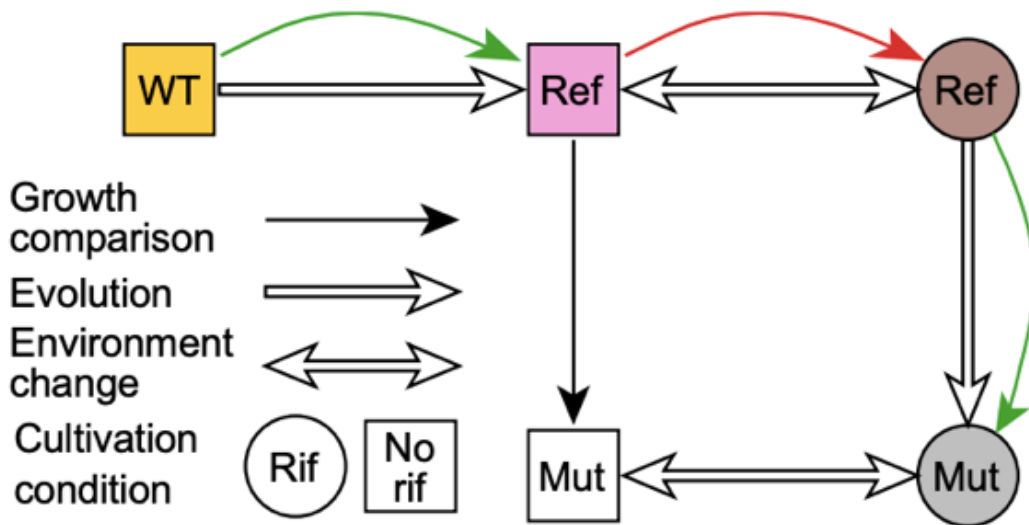 WT
Ref
Ref
Growth
comparison
Evolution
Environment
change
Cultivation
condition
Rif
No
rif
Mut
Mut